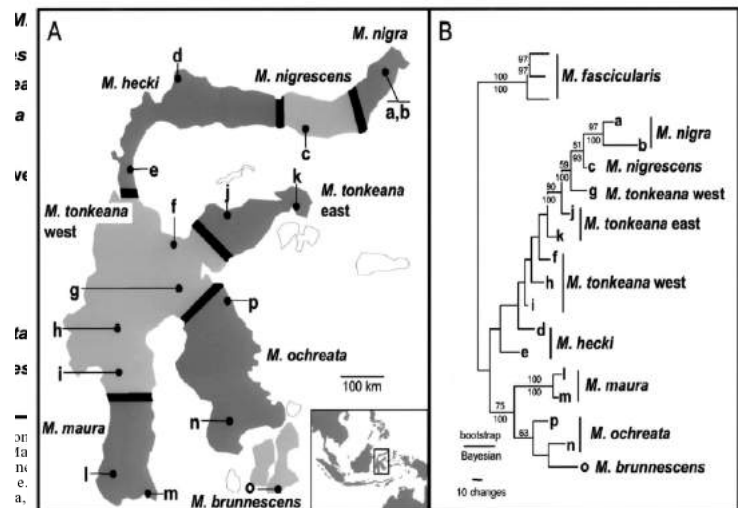 A
M. nigra
d
M. nigrescens
M. hecki
a,b
c
e
k
M. tonkeana
west
j
M. tonkeana
east
f
g
p
h
M. ochreata
i
100 km
n
M. maura
l
m
o
M. brunnescens
B
97
97
100
100
M. fascicularis
a
97
100
b
M. nigra
51
93
c
M. nigrescens
59
100
g
M. tonkeana west
90
100
j
k
M. tonkeana east
f
h
i
M. tonkeana west
d
e
M. hecki
100
100
l
m
M. maura
75
100
63
p
n
M. ochreata
o
M. brunnescens
bootstrap
Bayesian
10 changes